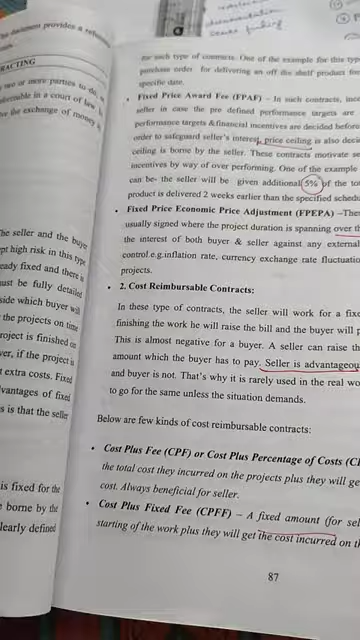 This document provides a
RACTING
two or more parties to do,
enforceable in a court of law.
the exchange of money
The seller and the buyer
pt high risk in this type
eady fixed and there is
must be fully detailed
side which buyer will
the projects on time
project is finished on
ver, if the project is
t extra costs. Fixed
vantages of fixed
s is that the seller
is fixed for the
borne by the
learly defined
for such type of contracts. One of the example for this typ
purchase order for delivering an off the shelf product for
specific date.
• Fixed Price Award Fee (FPAF) - In such contracts, inc
seller in case the pre defined performance targets are
performance targets &financial incentives are decided before
order to safeguard seller's interest, price ceiling is also deci
ceiling is borne by the seller. These contracts motivate s
incentives by way of over performing. One of the example
can be- the seller will be given additional 5% of the to
product is delivered 2 weeks earlier than the specified schedu
• Fixed Price Economic Price Adjustment (FPEPA) –The
usually signed where the project duration is spanning over th
the interest of both buyer & seller against any external
control e.g.inflation rate, currency exchange rate fluctuatio
projects.
• 2. Cost Reimbursable Contracts:
In these type of contracts, the seller will work for a fixe
finishing the work he will raise the bill and the buyer will p
This is almost negative for a buyer. A seller can raise th
amount which the buyer has to pay. Seller is advantageou
and buyer is not. That's why it is rarely used in the real wo
to go for the same unless the situation demands.
Below are few kinds of cost reimbursable contracts:
• Cost Plus Fee (CPF) or Cost Plus Percentage of Costs (C
the total cost they incurred on the projects plus they will ge
cost. Always beneficial for seller.
• Cost Plus Fixed Fee (CPFF) – A fixed amount (for sel
starting of the work plus they will get the cost incurred on th
87